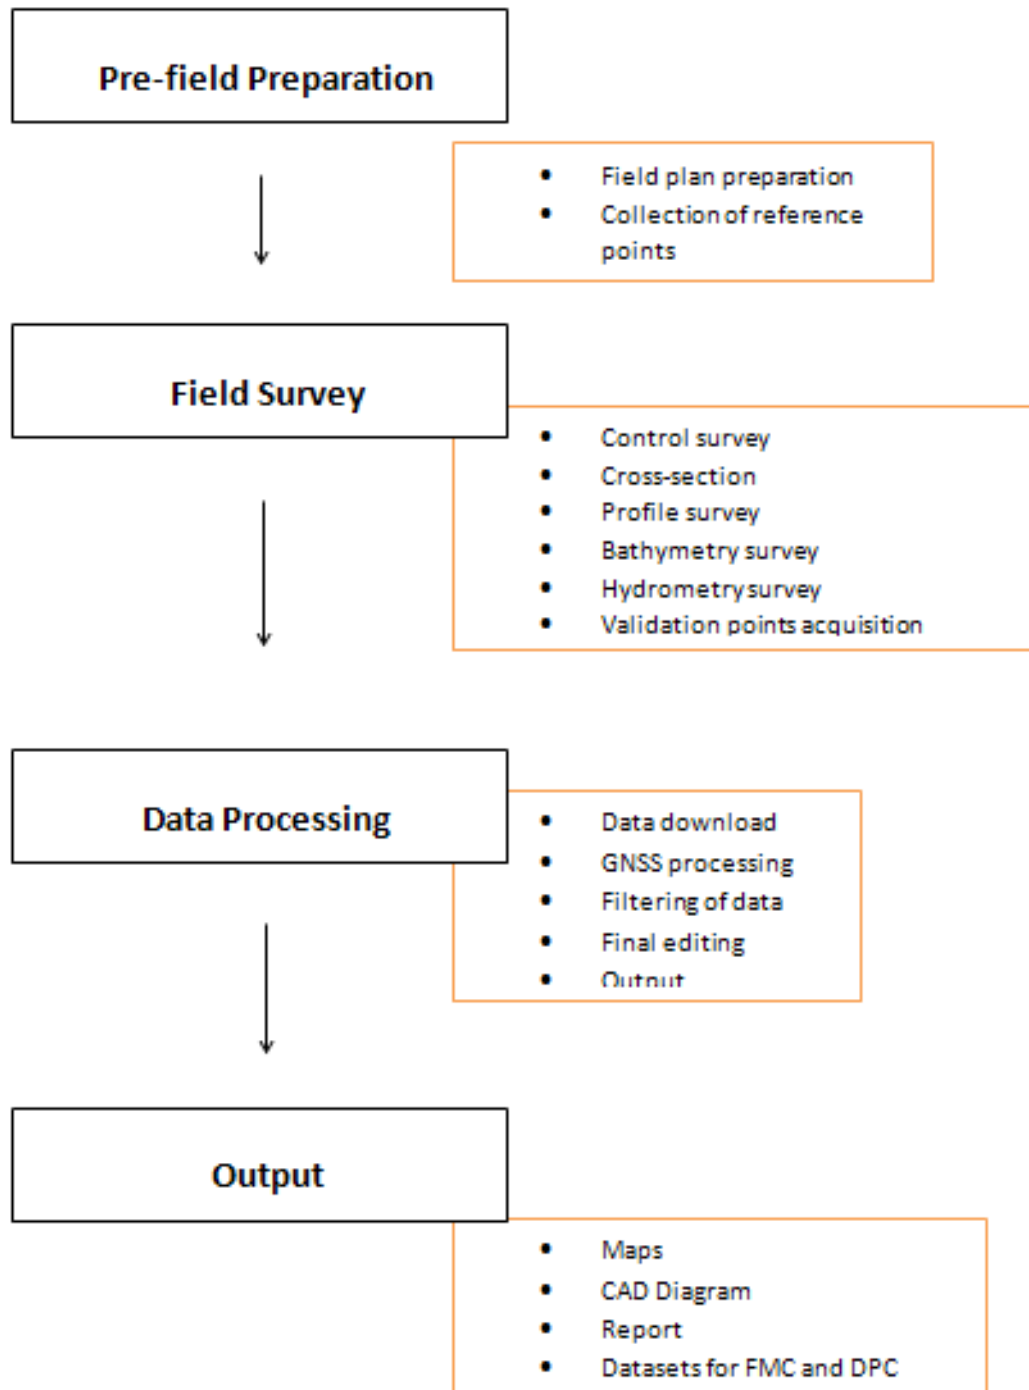 Pre-field Preparation
• Field plan preparation
• Collection of reference
points
Field Survey
• Control survey
• Cross-section
• Profile survey
• Bathymetry survey
• Hydrometry survey
• Validation points acquisition
Data Processing
• Data download
• GNSS processing
• Filtering of data
• Final editing
• Output
Output
• Maps
• CAD Diagram
• Report
• Datasets for FMC and DPC